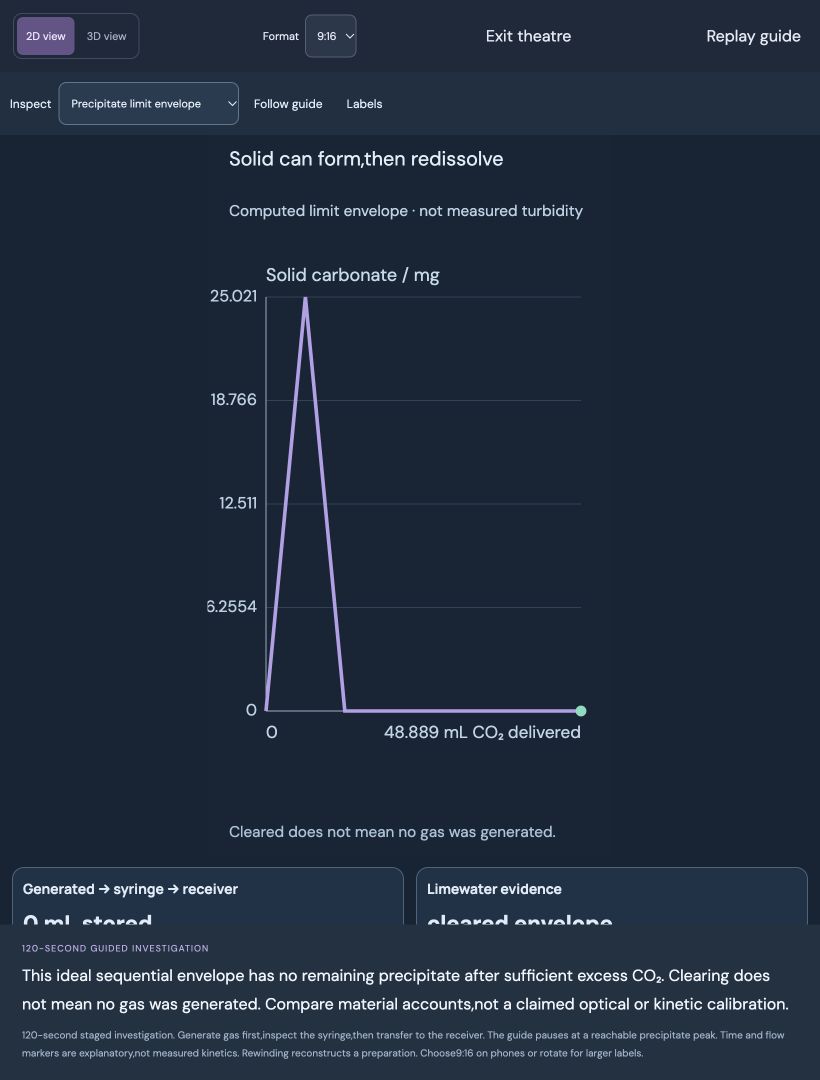 2D view 3D view Format 9:16 Exit theatre Replay guide
Inspect Precipitate limit envelope Follow guide Labels
Solid can form,then redissolve
Computed limit envelope · not measured turbidity
Solid carbonate / mg
25.021
18.766
12.511
6.2554
0
0 48.889 mL CO₂ delivered
Cleared does not mean no gas was generated.
Generated → syringe → receiver
0 mL stored
Limewater evidence
cleared envelope
120-SECOND GUIDED INVESTIGATION
This ideal sequential envelope has no remaining precipitate after sufficient excess CO₂. Clearing does
not mean no gas was generated. Compare material accounts,not a claimed optical or kinetic calibration.
120-second staged investigation. Generate gas first,inspect the syringe,then transfer to the receiver. The guide pauses at a reachable precipitate peak. Time and flow
markers are explanatory,not measured kinetics. Rewinding reconstructs a preparation. Choose9:16 on phones or rotate for larger labels.